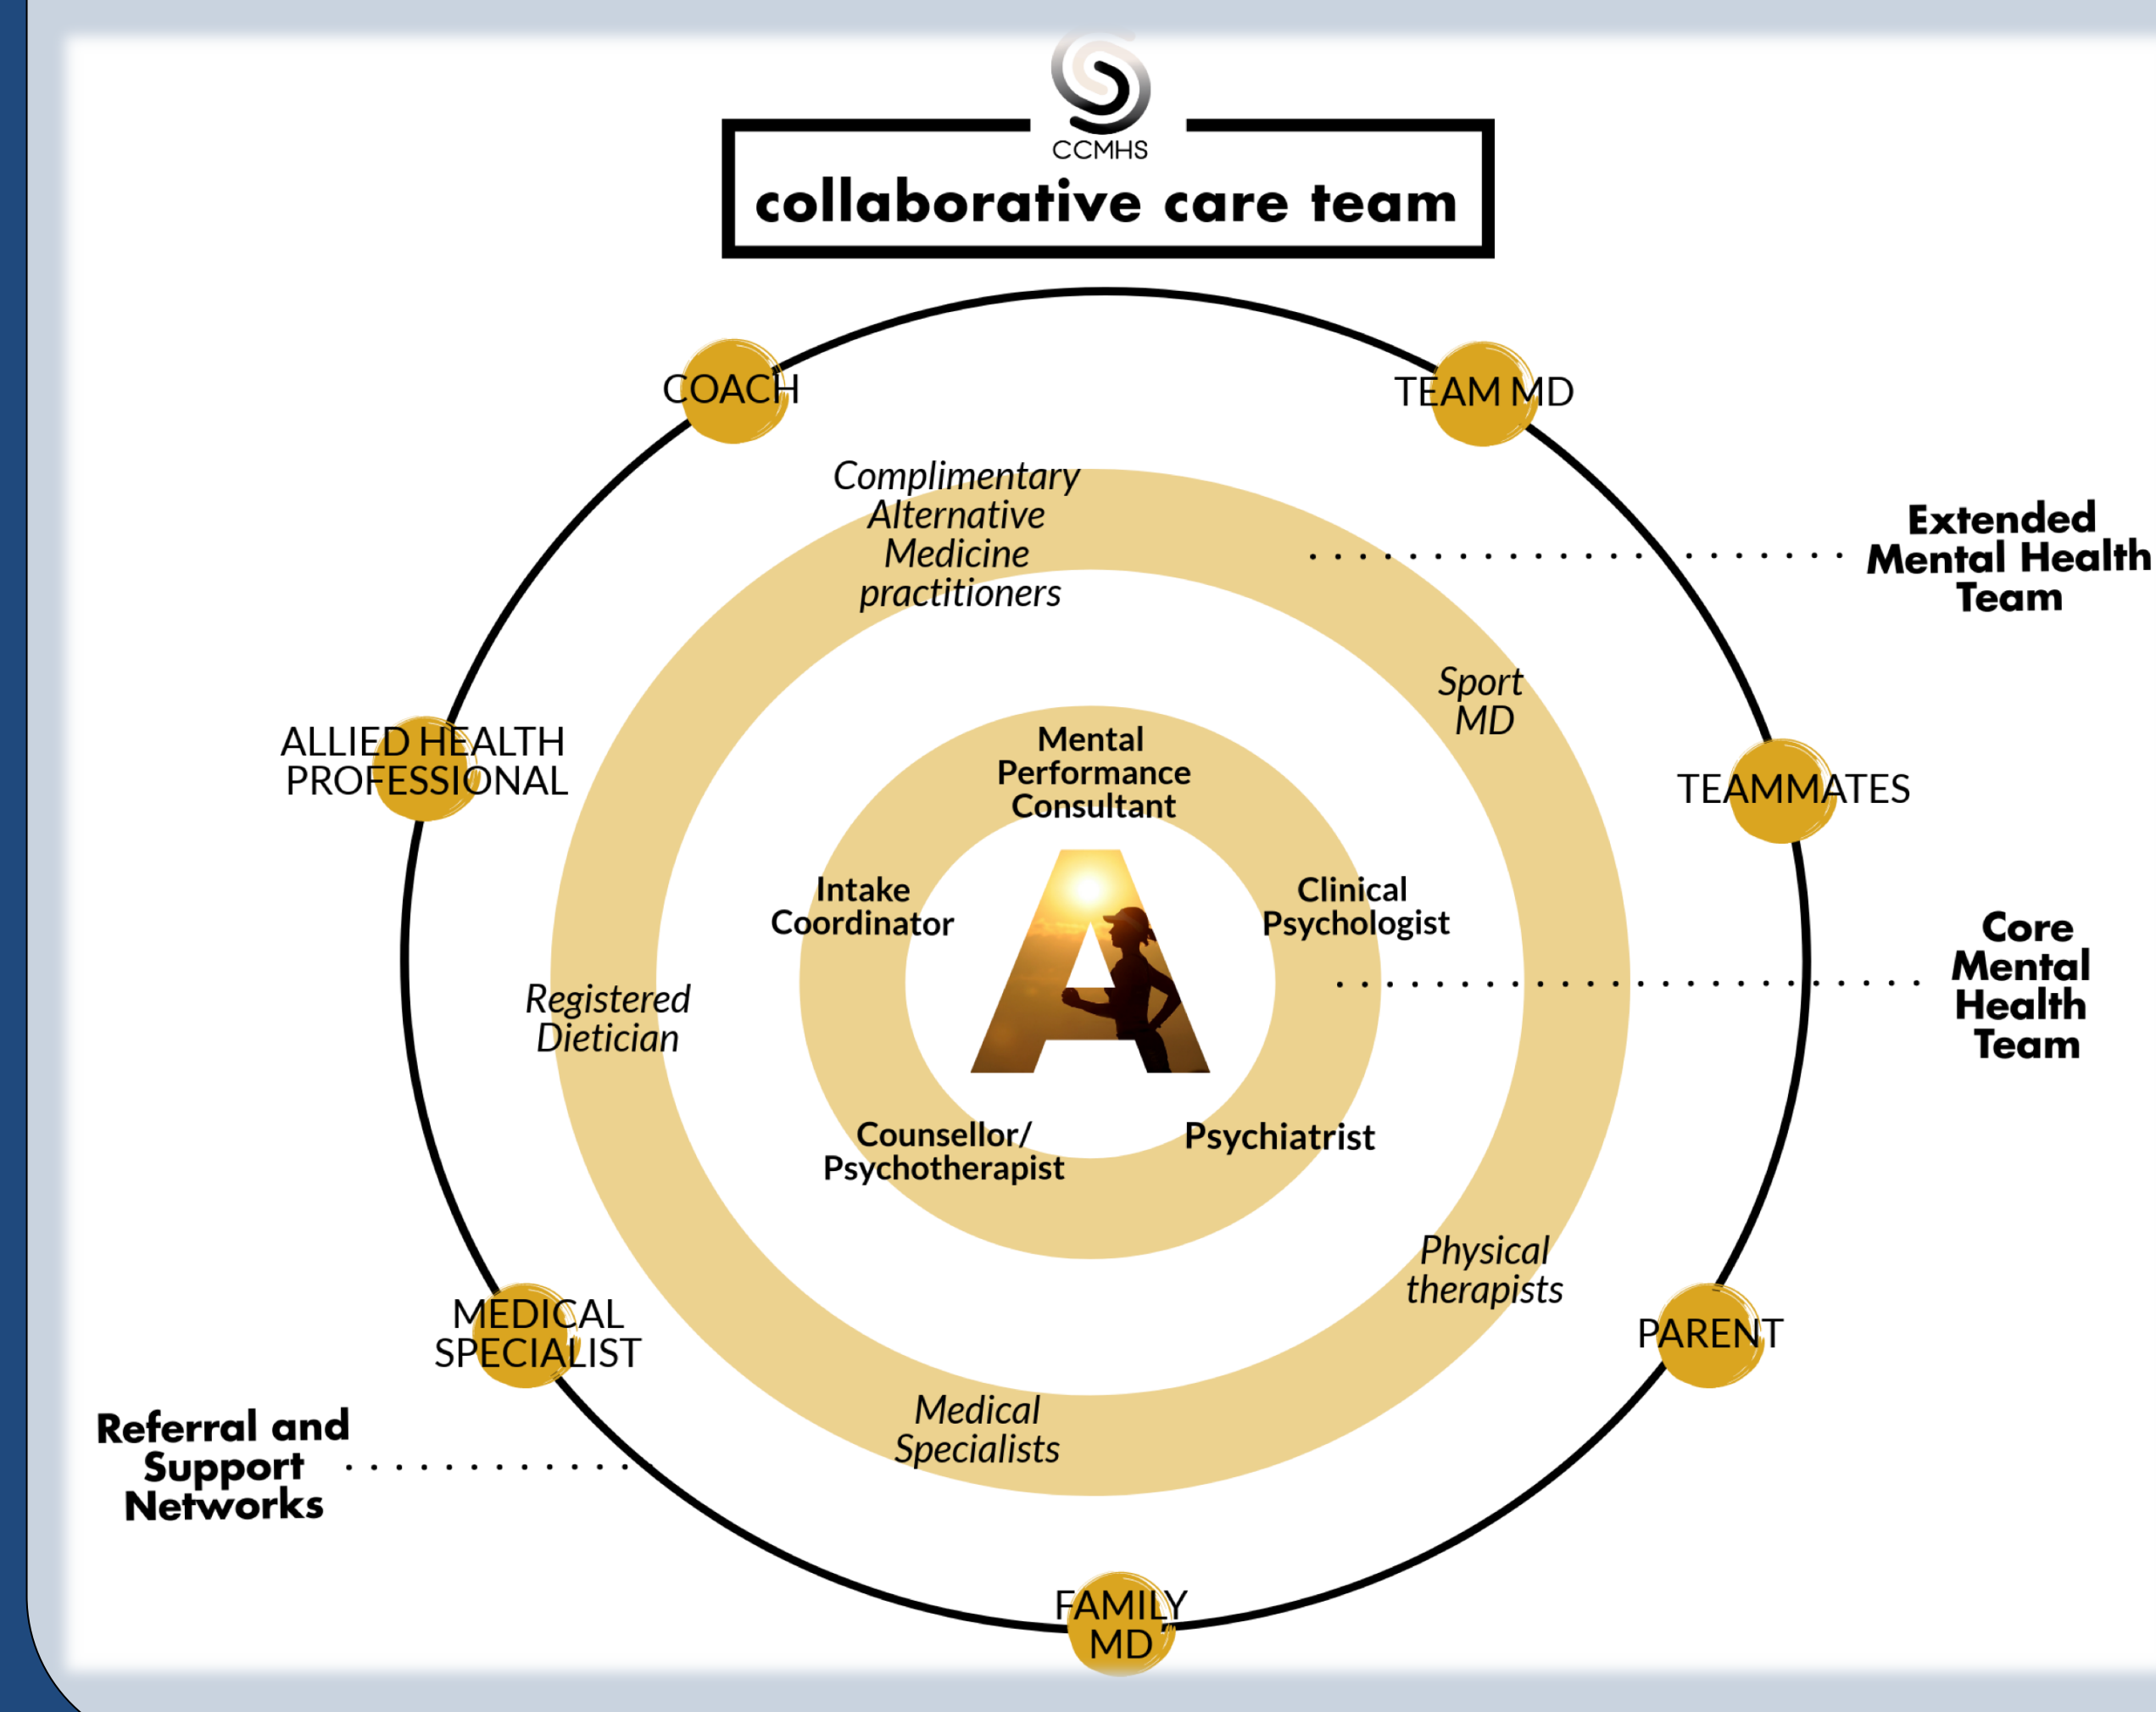 CCMHS
collaborative care team
COACH
TEAM MD
Complimentary
Alternative
Medicine
practitioners
Extended
Mental Health
Team
Sport
MD
ALLIED HEALTH
PROFESSIONAL
TEAMMATES
Mental
Performance
Consultant
Intake
Coordinator
Clinical
Psychologist
A
Core
Mental
Health
Team
Registered
Dietician
Counsellor/
Psychotherapist
Psychiatrist
Physical
therapists
MEDICAL
SPECIALIST
PARENT
Medical
Specialists
Referral and
Support
Networks
FAMILY
MD